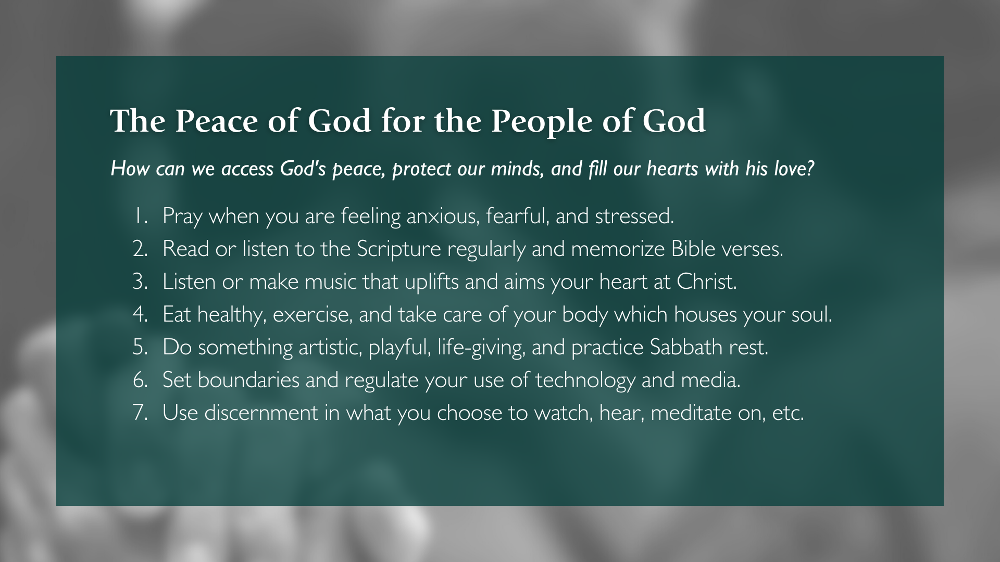 The Peace of God for the People of God
How can we access God's peace, protect our minds, and fill our hearts with his love?
1. Pray when you are feeling anxious, fearful, and stressed.
2. Read or listen to the Scripture regularly and memorize Bible verses.
3. Listen or make music that uplifts and aims your heart at Christ.
4. Eat healthy, exercise, and take care of your body which houses your soul.
5. Do something artistic, playful, life-giving, and practice Sabbath rest.
6. Set boundaries and regulate your use of technology and media.
7. Use discernment in what you choose to watch, hear, meditate on, etc.